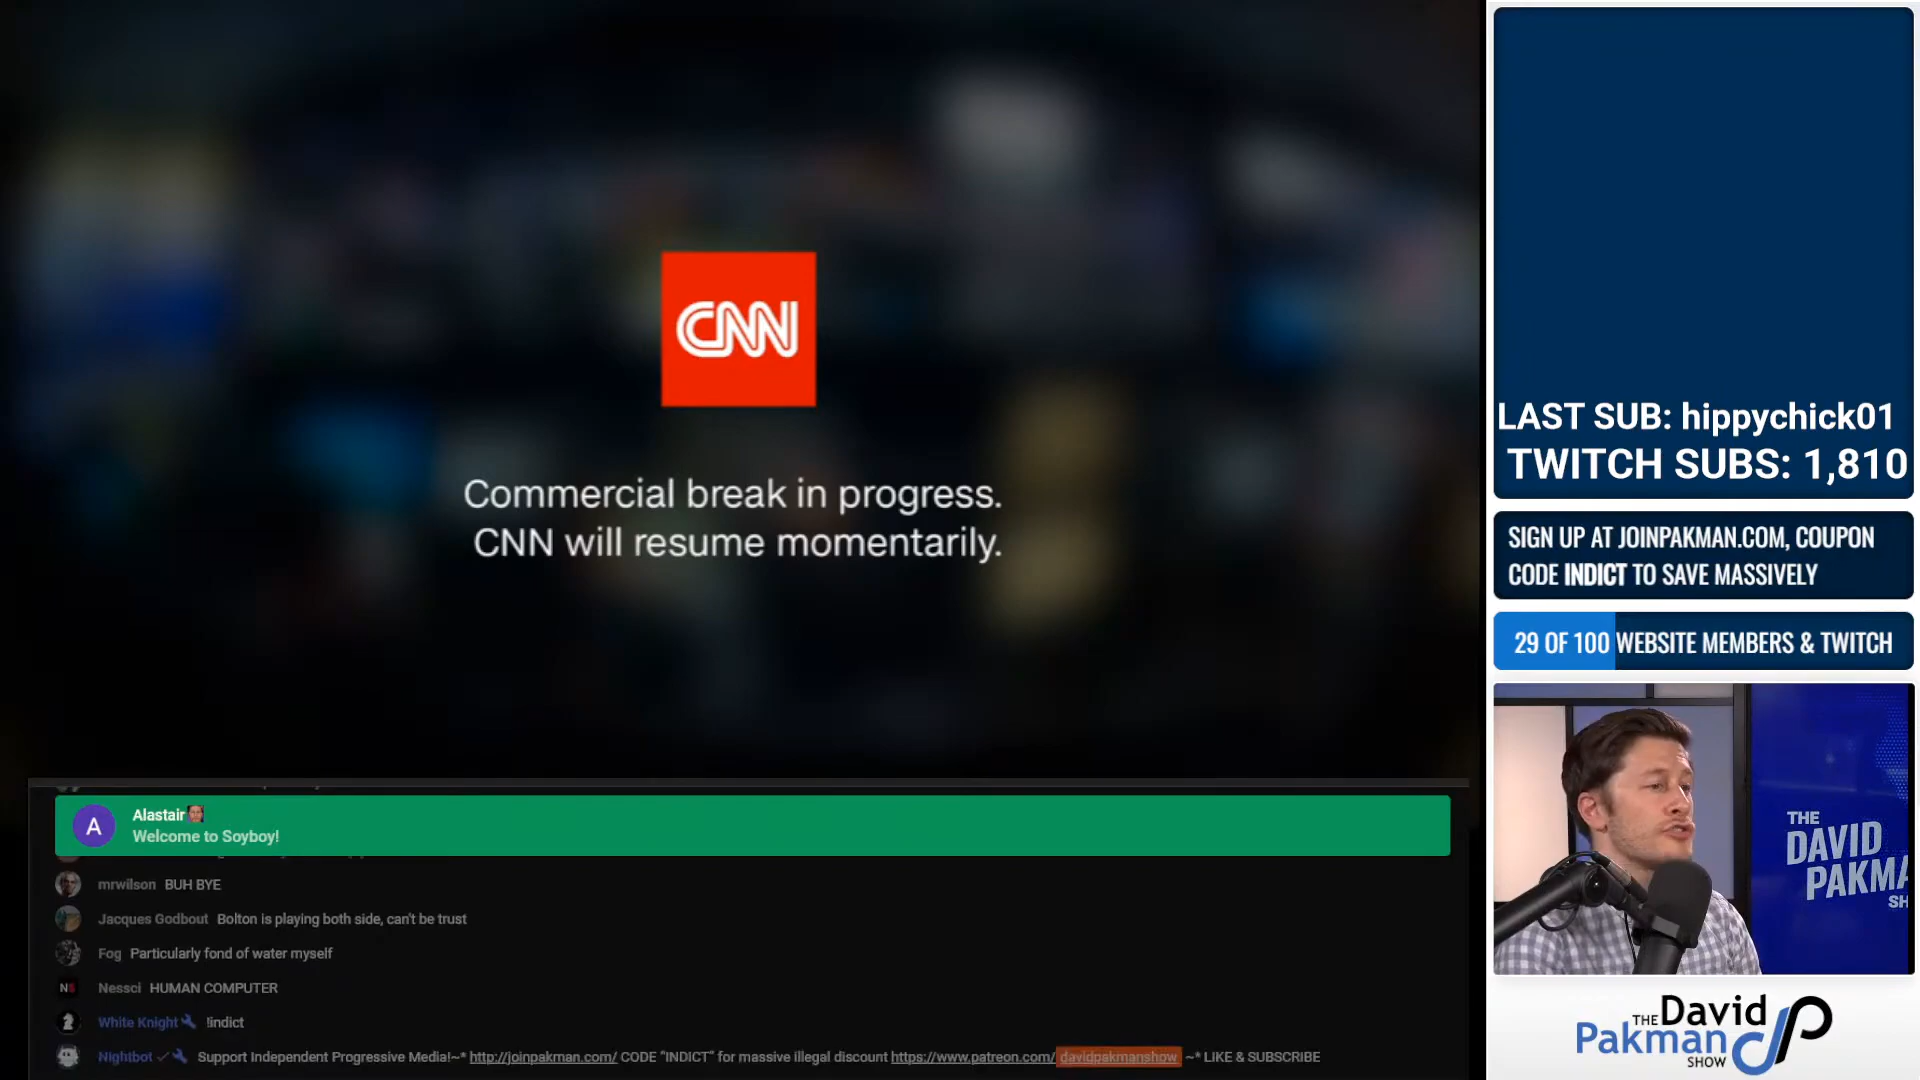 CNN
Commercial break in progress.
CNN will resume momentarily.
LAST SUB: hippychick01
TWITCH SUBS: 1,810
SIGN UP AT JOINPAKMAN.COM, COUPON
CODE INDICT TO SAVE MASSIVELY
29 OF 100 WEBSITE MEMBERS & TWITCH
THE
DAVID
PAKMA
SH
THE David
Pakman
SHOW
A
Alastair
Welcome to Soyboy!
mrwilson BUH BYE
Jacques Godbout Bolton is playing both side, can't be trust
Fog Particularly fond of water myself
NS Nessci HUMAN COMPUTER
White Knight !indict
Nightbot Support Independent Progressive Media!~* http://joinpakman.com/ CODE "INDICT" for massive illegal discount https://www.patreon.com/ davidpakmanshow ~* LIKE & SUBSCRIBE